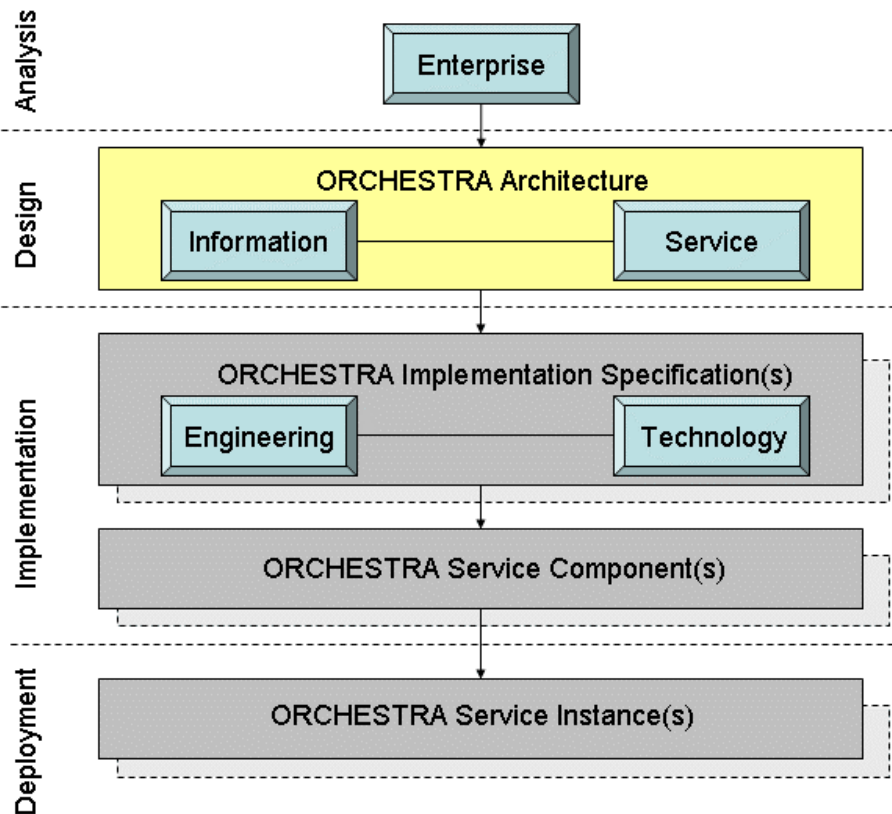 Analysis
Enterprise
Design
ORCHESTRA Architecture
Information
Service
Implementation
ORCHESTRA Implementation Specification(s)
Engineering
Technology
ORCHESTRA Service Component(s)
Deployment
ORCHESTRA Service Instance(s)